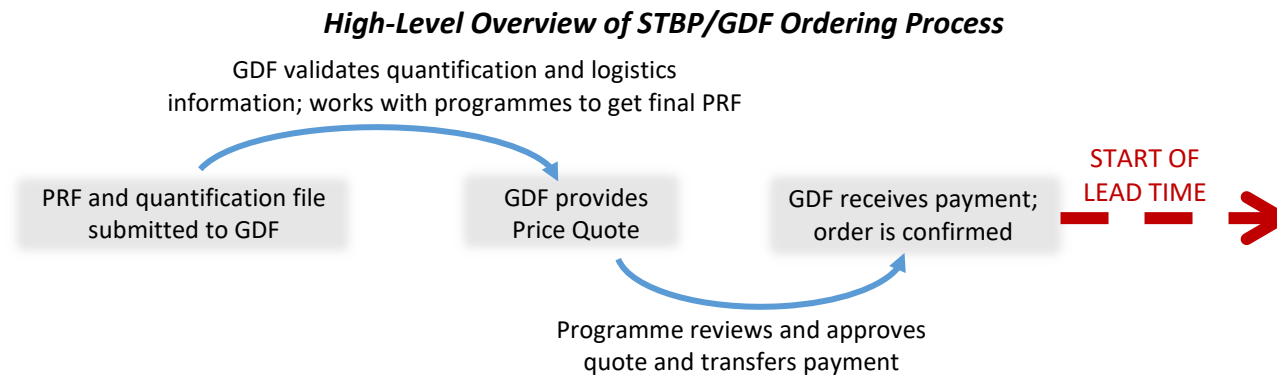 High-Level Overview of STBP/GDF Ordering Process
GDF validates quantification and logistics
information; works with programmes to get final PRF
PRF and quantification file
submitted to GDF
GDF provides
Price Quote
GDF receives payment;
order is confirmed
START OF
LEAD TIME
Programme reviews and approves
quote and transfers payment